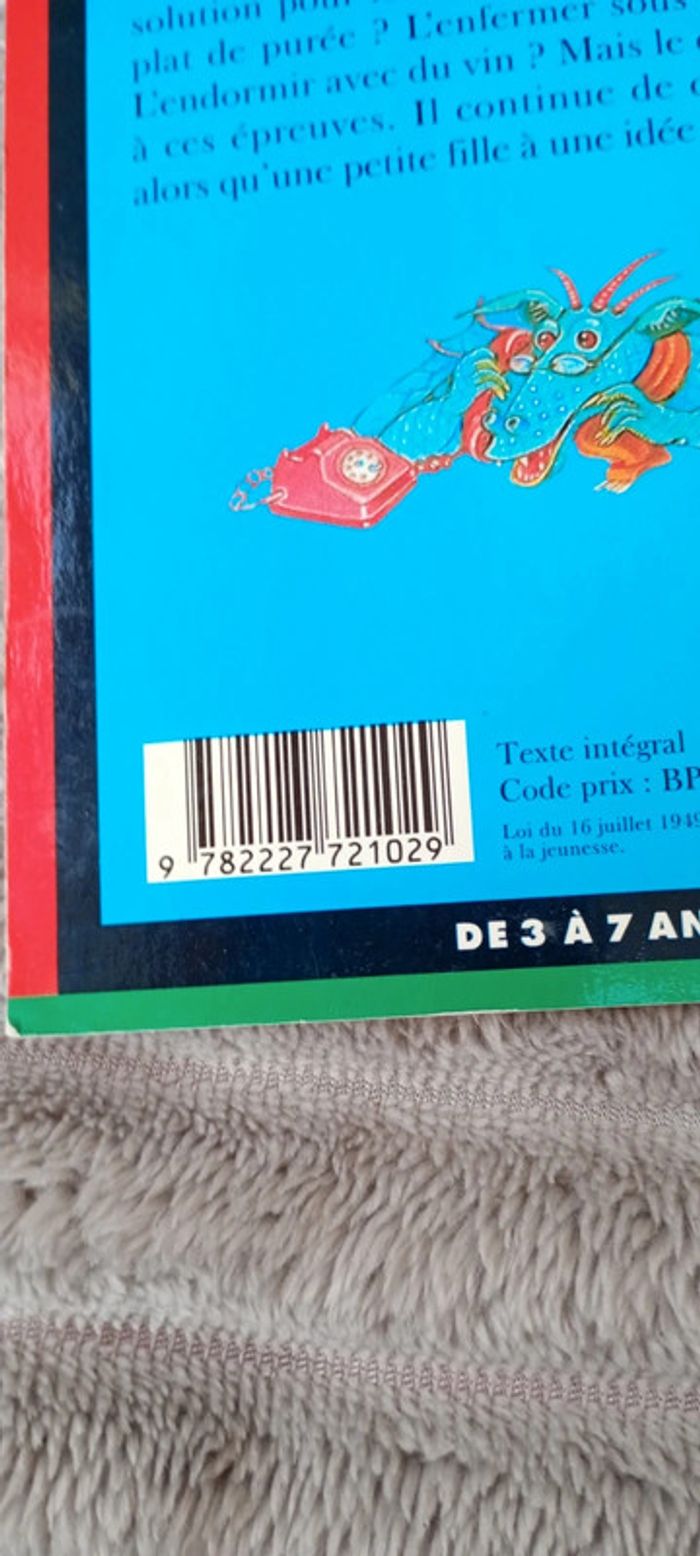 solution pour
plat de purée ? L'enfermer sous
L'endormir avec du vin ? Mais le
à ces épreuves. Il continue de
alors qu'une petite fille à une idée
Texte intégral
Code prix : BP
Loi du 16 juillet 1949
à la jeunesse.
9 782227 721029
DE 3 À 7 AN